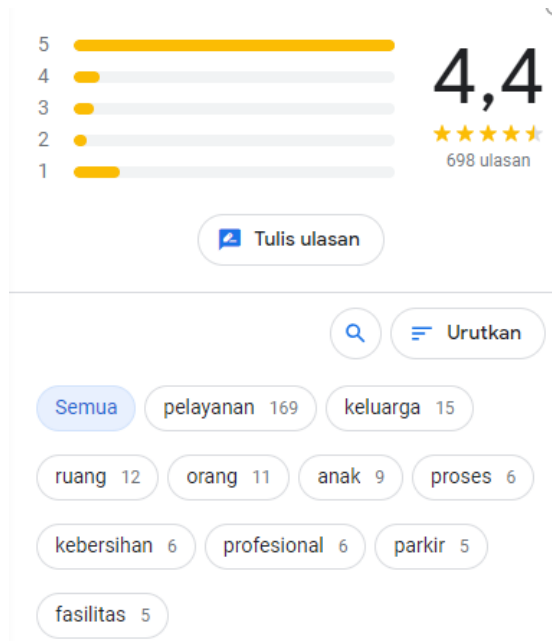 5
4
3
2
1
4,4
698 ulasan
Tulis ulasan
Urutkan
Semua pelayanan 169 keluarga 15
ruang 12 orang 11 anak 9 proses 6
kebersihan 6 profesional 6 parkir 5
fasilitas 5